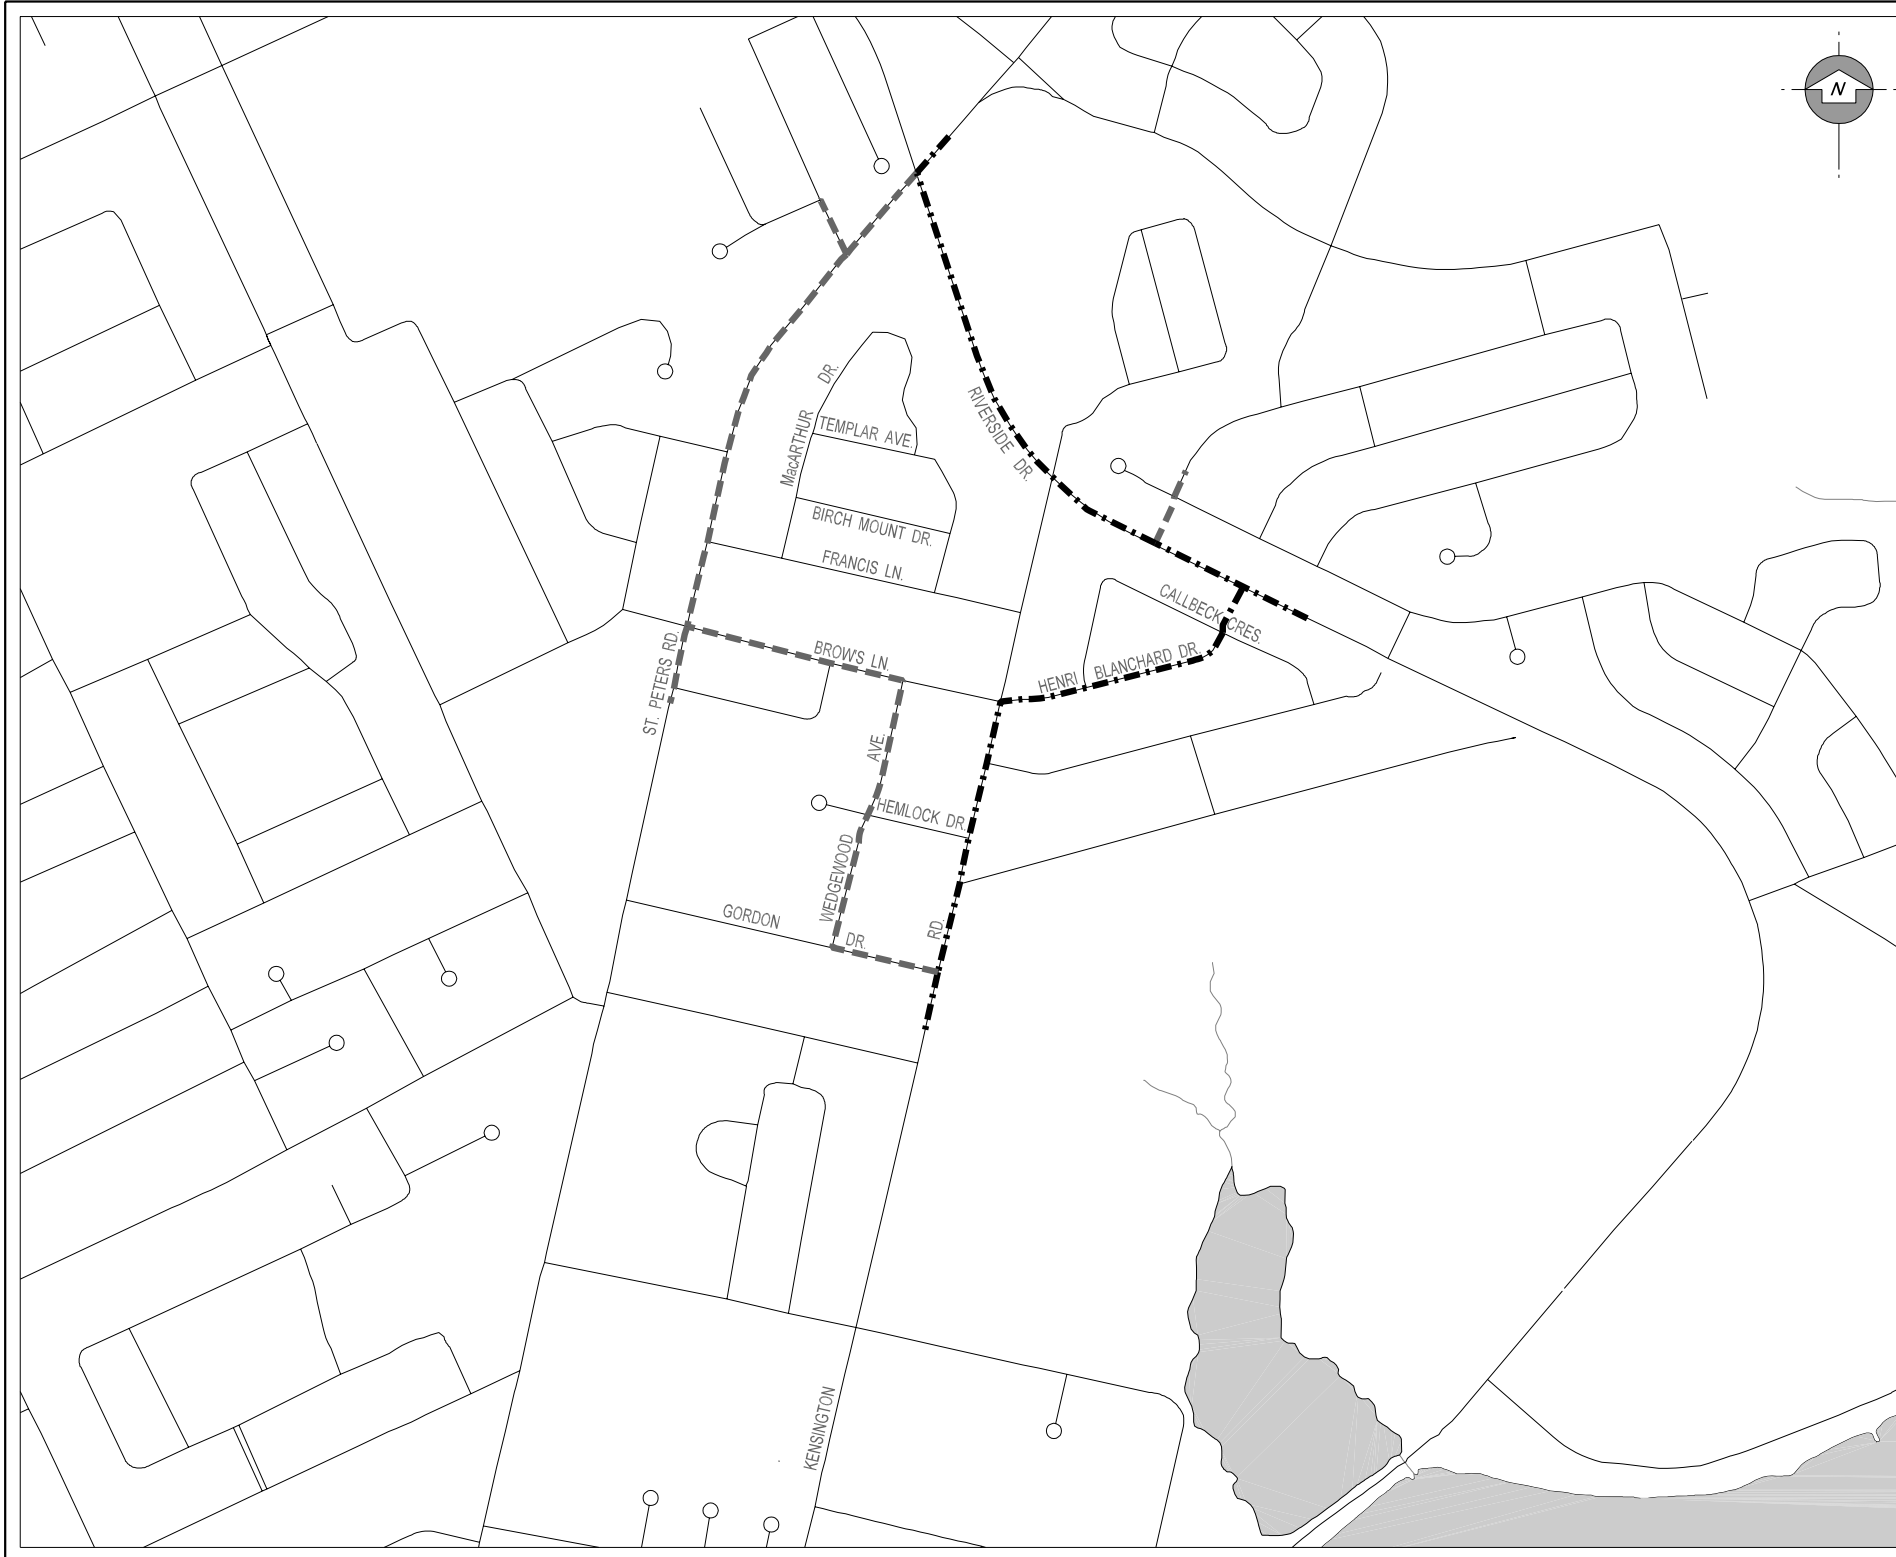 N
DR.
MacARTHUR
TEMPLAR AVE.
RIVERSIDE DR.
BIRCH MOUNT DR.
FRANCIS LN.
CALLBECK CRES.
BROW'S LN.
HENRI BLANCHARD DR.
ST. PETERS RD.
AVE.
HEMLOCK DR.
WEDGEWOOD
GORDON
DR.
RD.
KENSINGTON